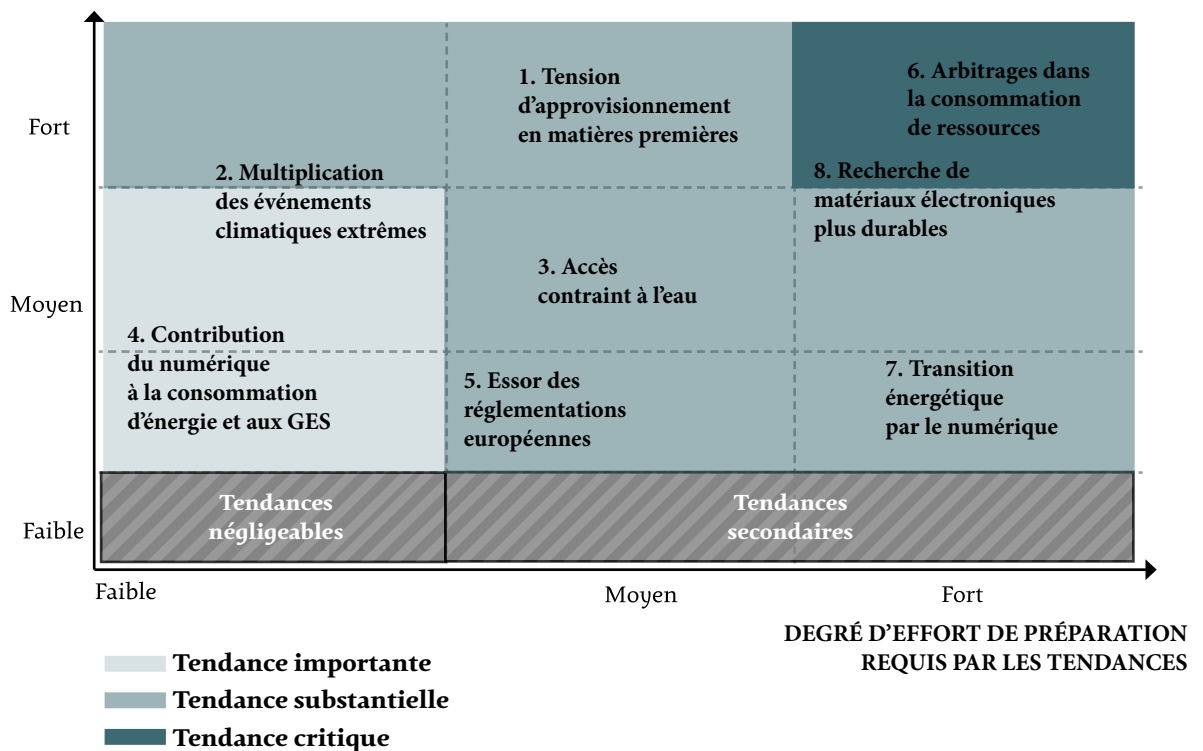 Fort
Moyen
Faible
1. Tension
d’approvisionnement
en matières premières
6. Arbitrages dans
la consommation
de ressources
2. Multiplication
des événements
climatiques extrêmes
8. Recherche de
matériaux électroniques
plus durables
3. Accès
contraint à l’eau
4. Contribution
du numérique
à la consommation
d’énergie et aux GES
5. Essor des
réglementations
européennes
7. Transition
énergétique
par le numérique
Tendances
négligeables
Tendances
secondaires
Faible
Moyen
Fort
DEGRÉ D’EFFORT DE PRÉPARATION
REQUIS PAR LES TENDANCES
Tendance importante
Tendance substantielle
Tendance critique